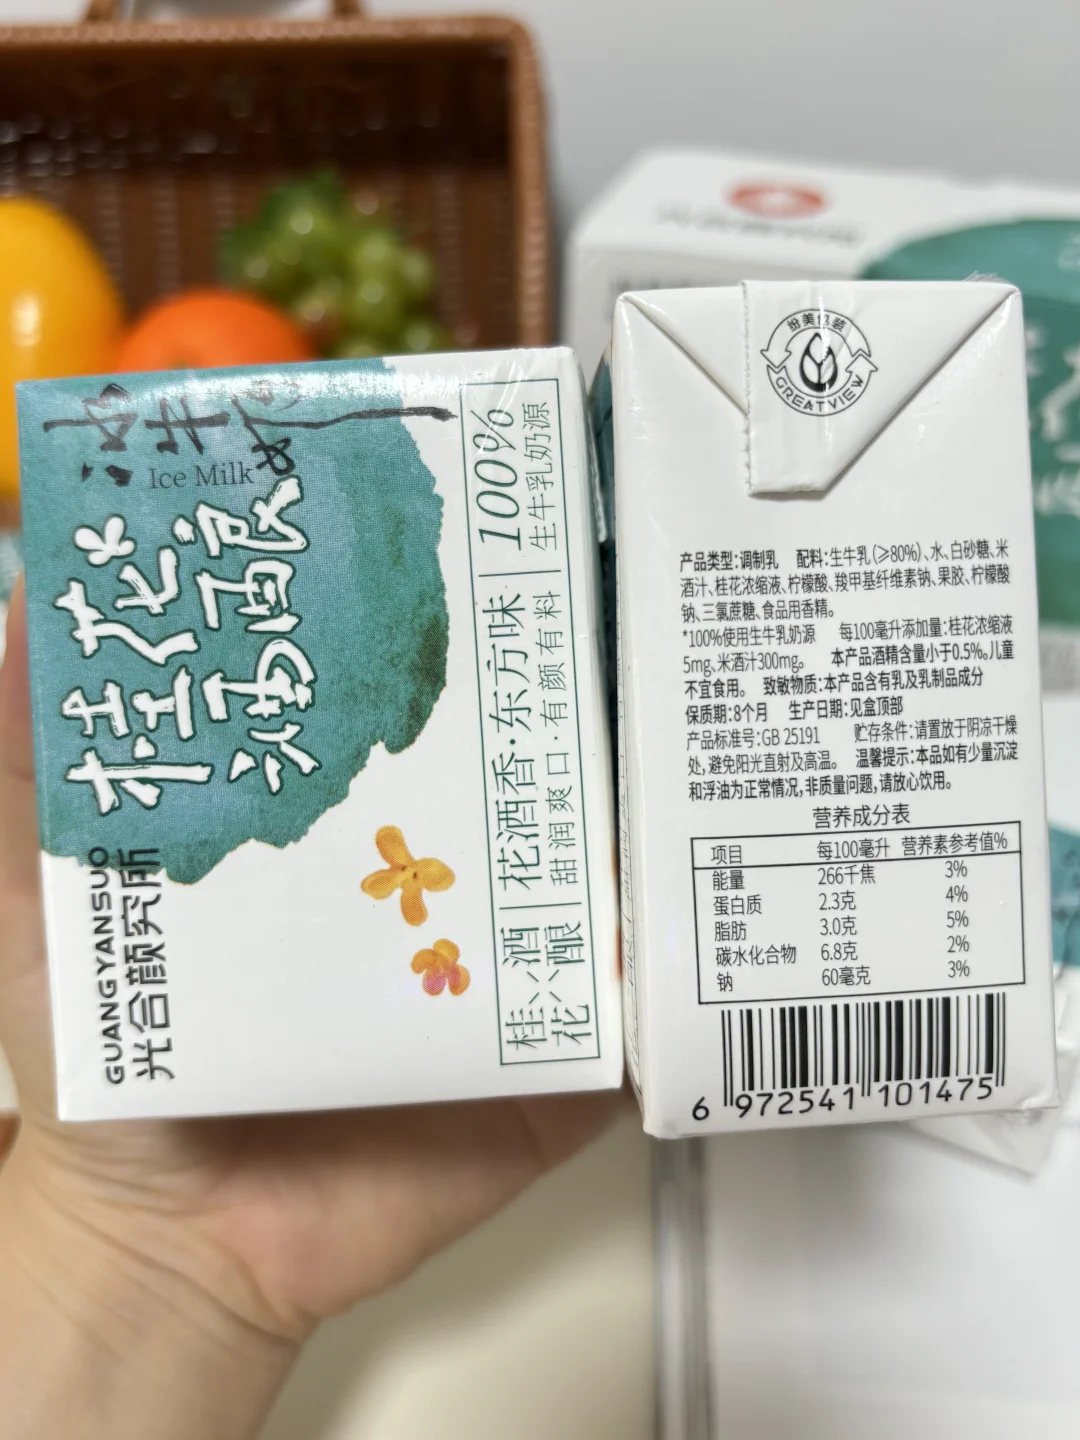 冰牛奶
Ice Milk
桂花
酒酿
GUANGYANSUO
光合颜究所
桂花酒酿 | 花酒香·东方味 | 100%
甜润爽口·有颜有料 生牛乳奶源
纷美包装
GREATVIEW
产品类型:调制乳 配料:生牛乳(≥80%)、水、白砂糖、米
酒汁、桂花浓缩液、柠檬酸、羧甲基纤维素钠、果胶、柠檬酸
钠、三氯蔗糖、食品用香精。
*100%使用生牛乳奶源 每100毫升添加量:桂花浓缩液
5mg、米酒汁300mg。 本产品酒精含量小于0.5%。儿童
不宜食用。 致敏物质:本产品含有乳及乳制品成分
保质期:8个月 生产日期:见盒顶部
产品标准号:GB 25191 贮存条件:请置放于阴凉干燥
处,避免阳光直射及高温。 温馨提示:本品如有少量沉淀
和浮油为正常情况,非质量问题,请放心饮用。
营养成分表
项目 每100毫升 营养素参考值%
能量 266千焦 3%
蛋白质 2.3克 4%
脂肪 3.0克 5%
碳水化合物 6.8克 2%
钠 60毫克 3%
6 972541 101475